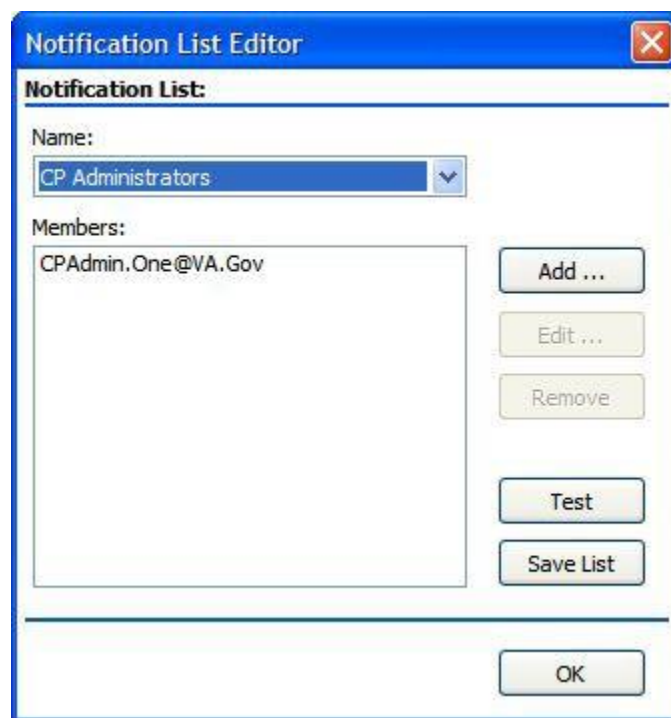 Notification List Editor
Notification List:
Name:
CP Administrators
Members:
CPAdmin.One@VA.Gov
Add ...
Edit ...
Remove
Test
Save List
OK